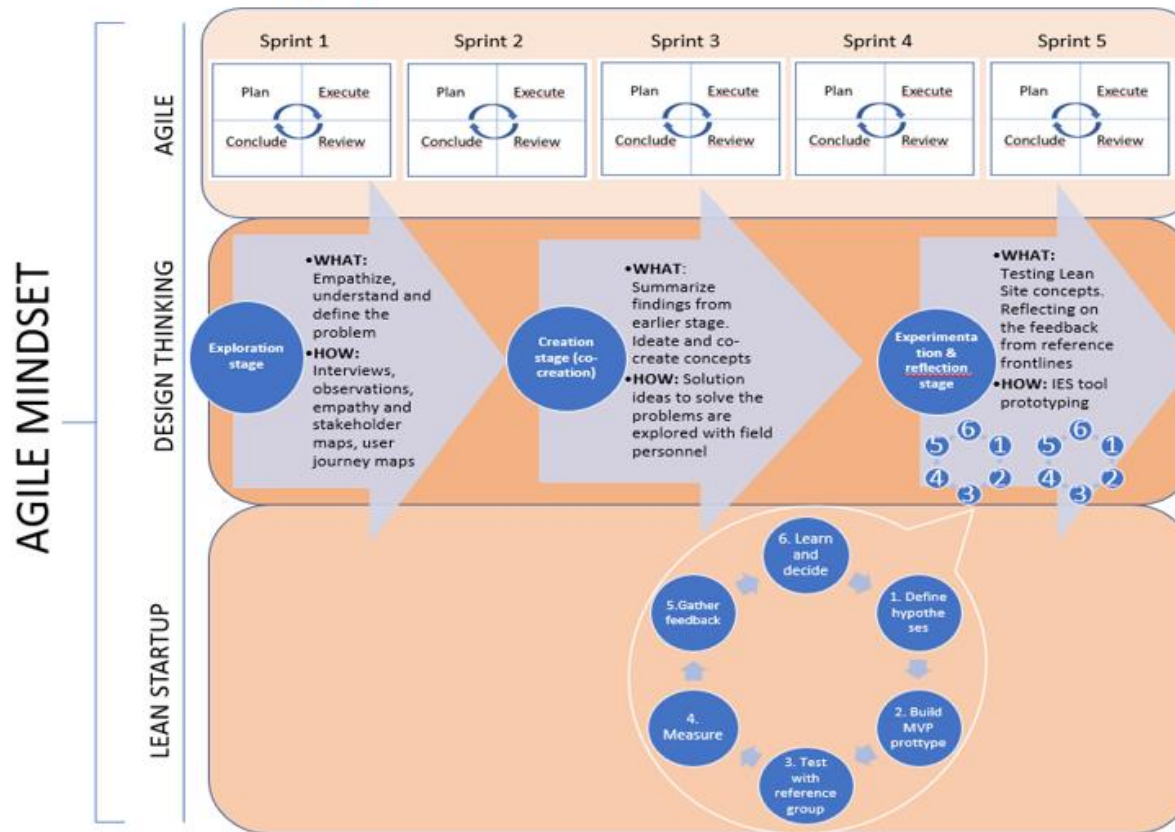 AGILE MINDSET
AGILE
Sprint 1
Sprint 2
Sprint 3
Sprint 4
Sprint 5
Plan
Execute
Conclude
Review
Plan
Execute
Conclude
Review
Plan
Execute
Conclude
Review
Plan
Execute
Conclude
Review
Plan
Execute
Conclude
Review
DESIGN THINKING
Exploration
stage
•WHAT:
Empathize,
understand and
define the
problem
•HOW:
Interviews,
observations,
empathy and
stakeholder
maps, user
journey maps
Creation
stage (co-
creation)
•WHAT:
Summarize
findings from
earlier stage.
Ideate and co-
create concepts
•HOW: Solution
ideas to solve the
problems are
explored with field
personnel
Experimenta
tion &
reflection
stage
•WHAT:
Testing Lean
Site concepts.
Reflecting on
the feedback
from reference
frontlines
•HOW: IES tool
prototyping
6
5
1
4
2
3
6
5
1
4
2
3
LEAN STARTUP
6. Learn
and
decide
1. Define
hypothe
ses
2. Build
MVP
prottype
3. Test
with
reference
group
4.
Measure
5.Gather
feedback